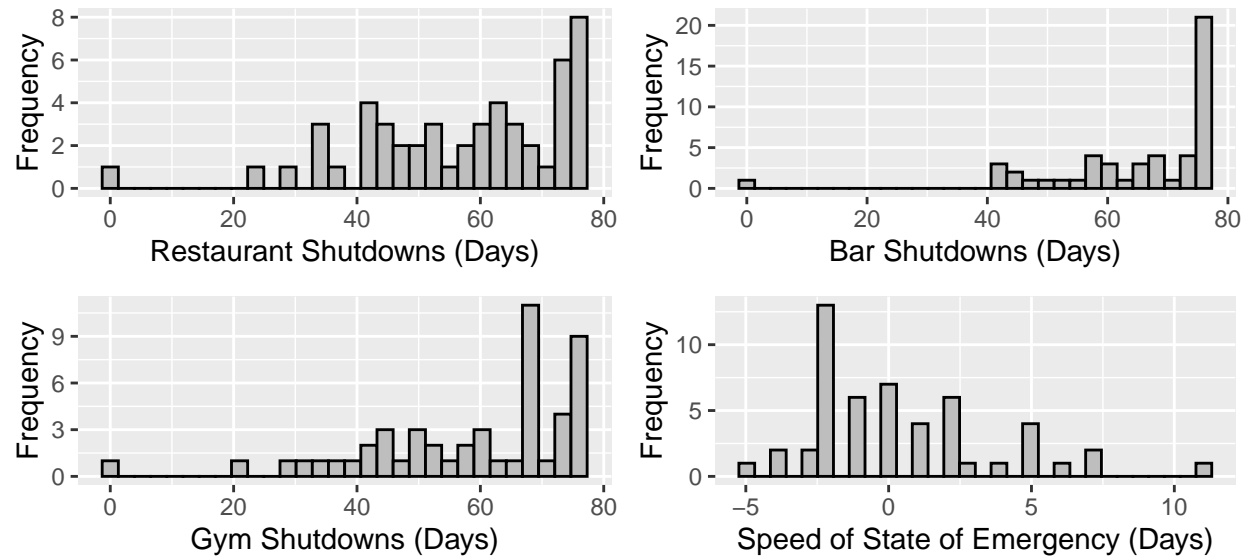 Frequency
8
6
4
2
0
0 20 40 60 80
Restaurant Shutdowns (Days)
Frequency
20
15
10
5
0
0 20 40 60 80
Bar Shutdowns (Days)
Frequency
9
6
3
0
0 20 40 60 80
Gym Shutdowns (Days)
Frequency
10
5
0
−5 0 5 10
Speed of State of Emergency (Days)